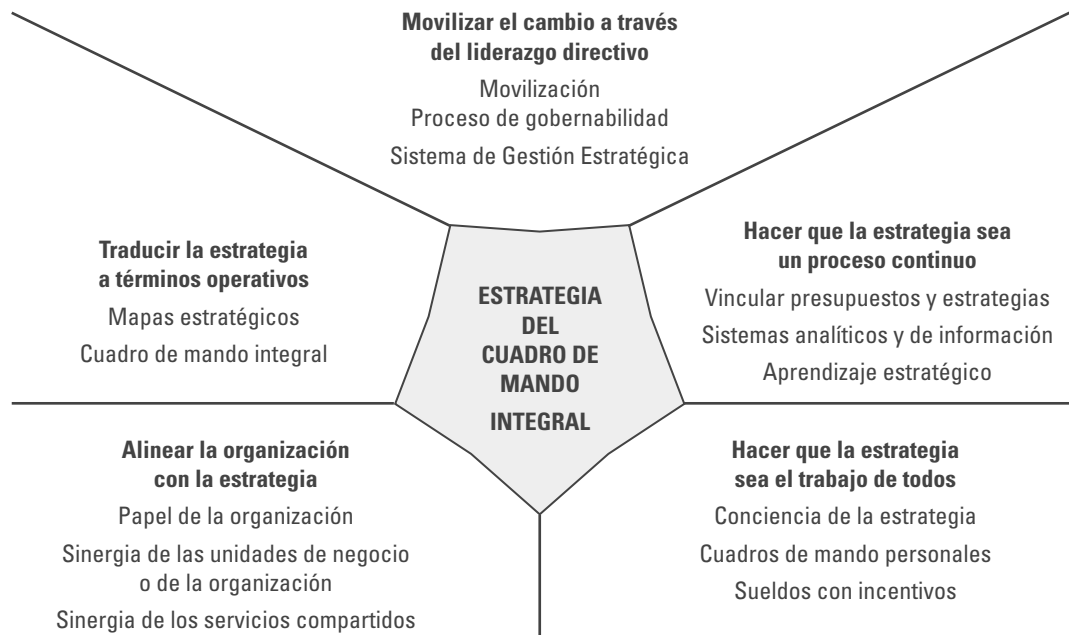 Movilizar el cambio a través
del liderazgo directivo
Movilización
Proceso de gobernabilidad
Sistema de Gestión Estratégica
Traducir la estrategia
a términos operativos
Mapas estratégicos
Cuadro de mando integral
ESTRATEGIA
DEL
CUADRO DE
MANDO
INTEGRAL
Hacer que la estrategia sea
un proceso continuo
Vincular presupuestos y estrategias
Sistemas analíticos y de información
Aprendizaje estratégico
Alinear la organización
con la estrategia
Papel de la organización
Sinergia de las unidades de negocio
o de la organización
Sinergia de los servicios compartidos
Hacer que la estrategia
sea el trabajo de todos
Conciencia de la estrategia
Cuadros de mando personales
Sueldos con incentivos